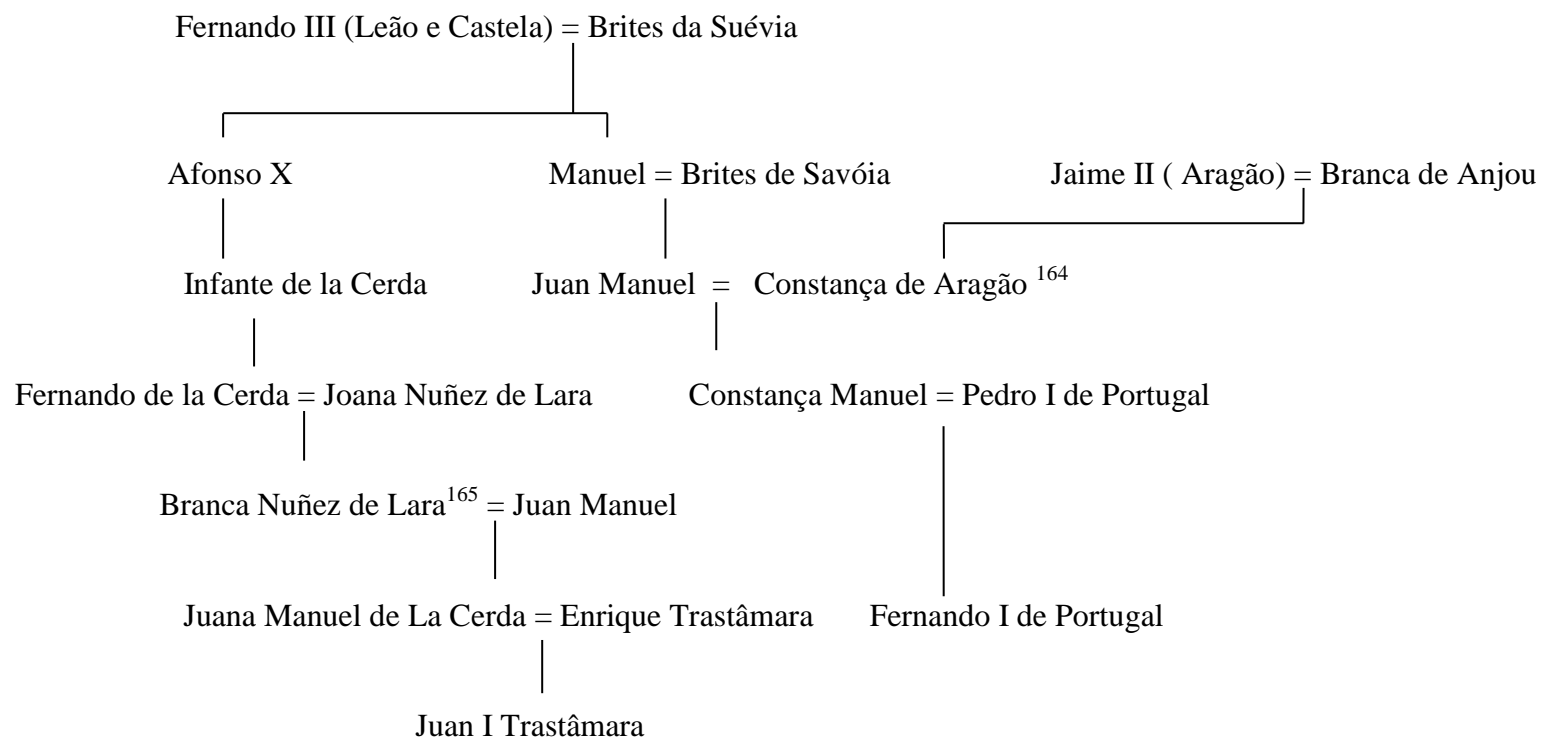 Fernando III (Leão e Castela) = Brites da Suévia
Afonso X Manuel = Brites de Savóia Jaime II ( Aragão) = Branca de Anjou
Infante de la Cerda Juan Manuel = Constança de Aragão 164
Fernando de la Cerda = Joana Nuñez de Lara Constança Manuel = Pedro I de Portugal
Branca Nuñez de Lara165 = Juan Manuel
Juana Manuel de La Cerda = Enrique Trastâmara Fernando I de Portugal
Juan I Trastâmara